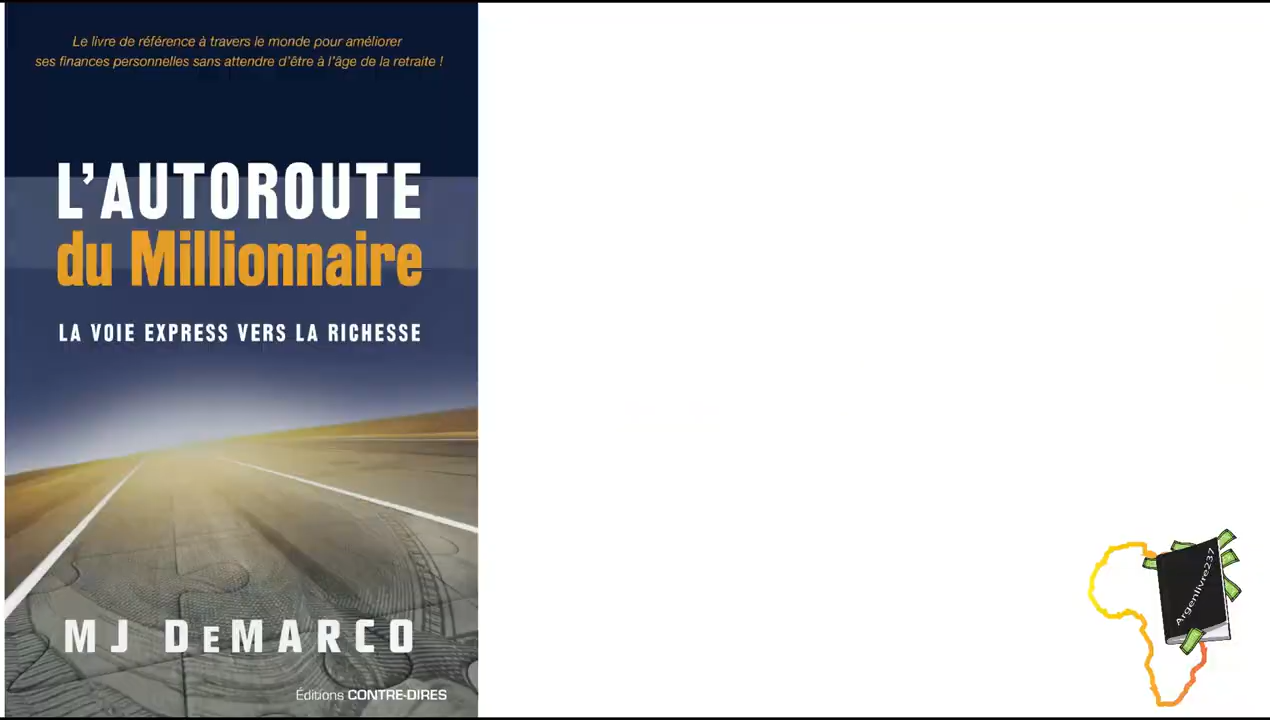 Le livre de référence à travers le monde pour améliorer
ses finances personnelles sans attendre d'être à l'âge de la retraite !
L'AUTOROUTE
du Millionnaire
LA VOIE EXPRESS VERS LA RICHESSE
MJ DeMARCO
Éditions CONTRE-DIRES
Argenlivre237